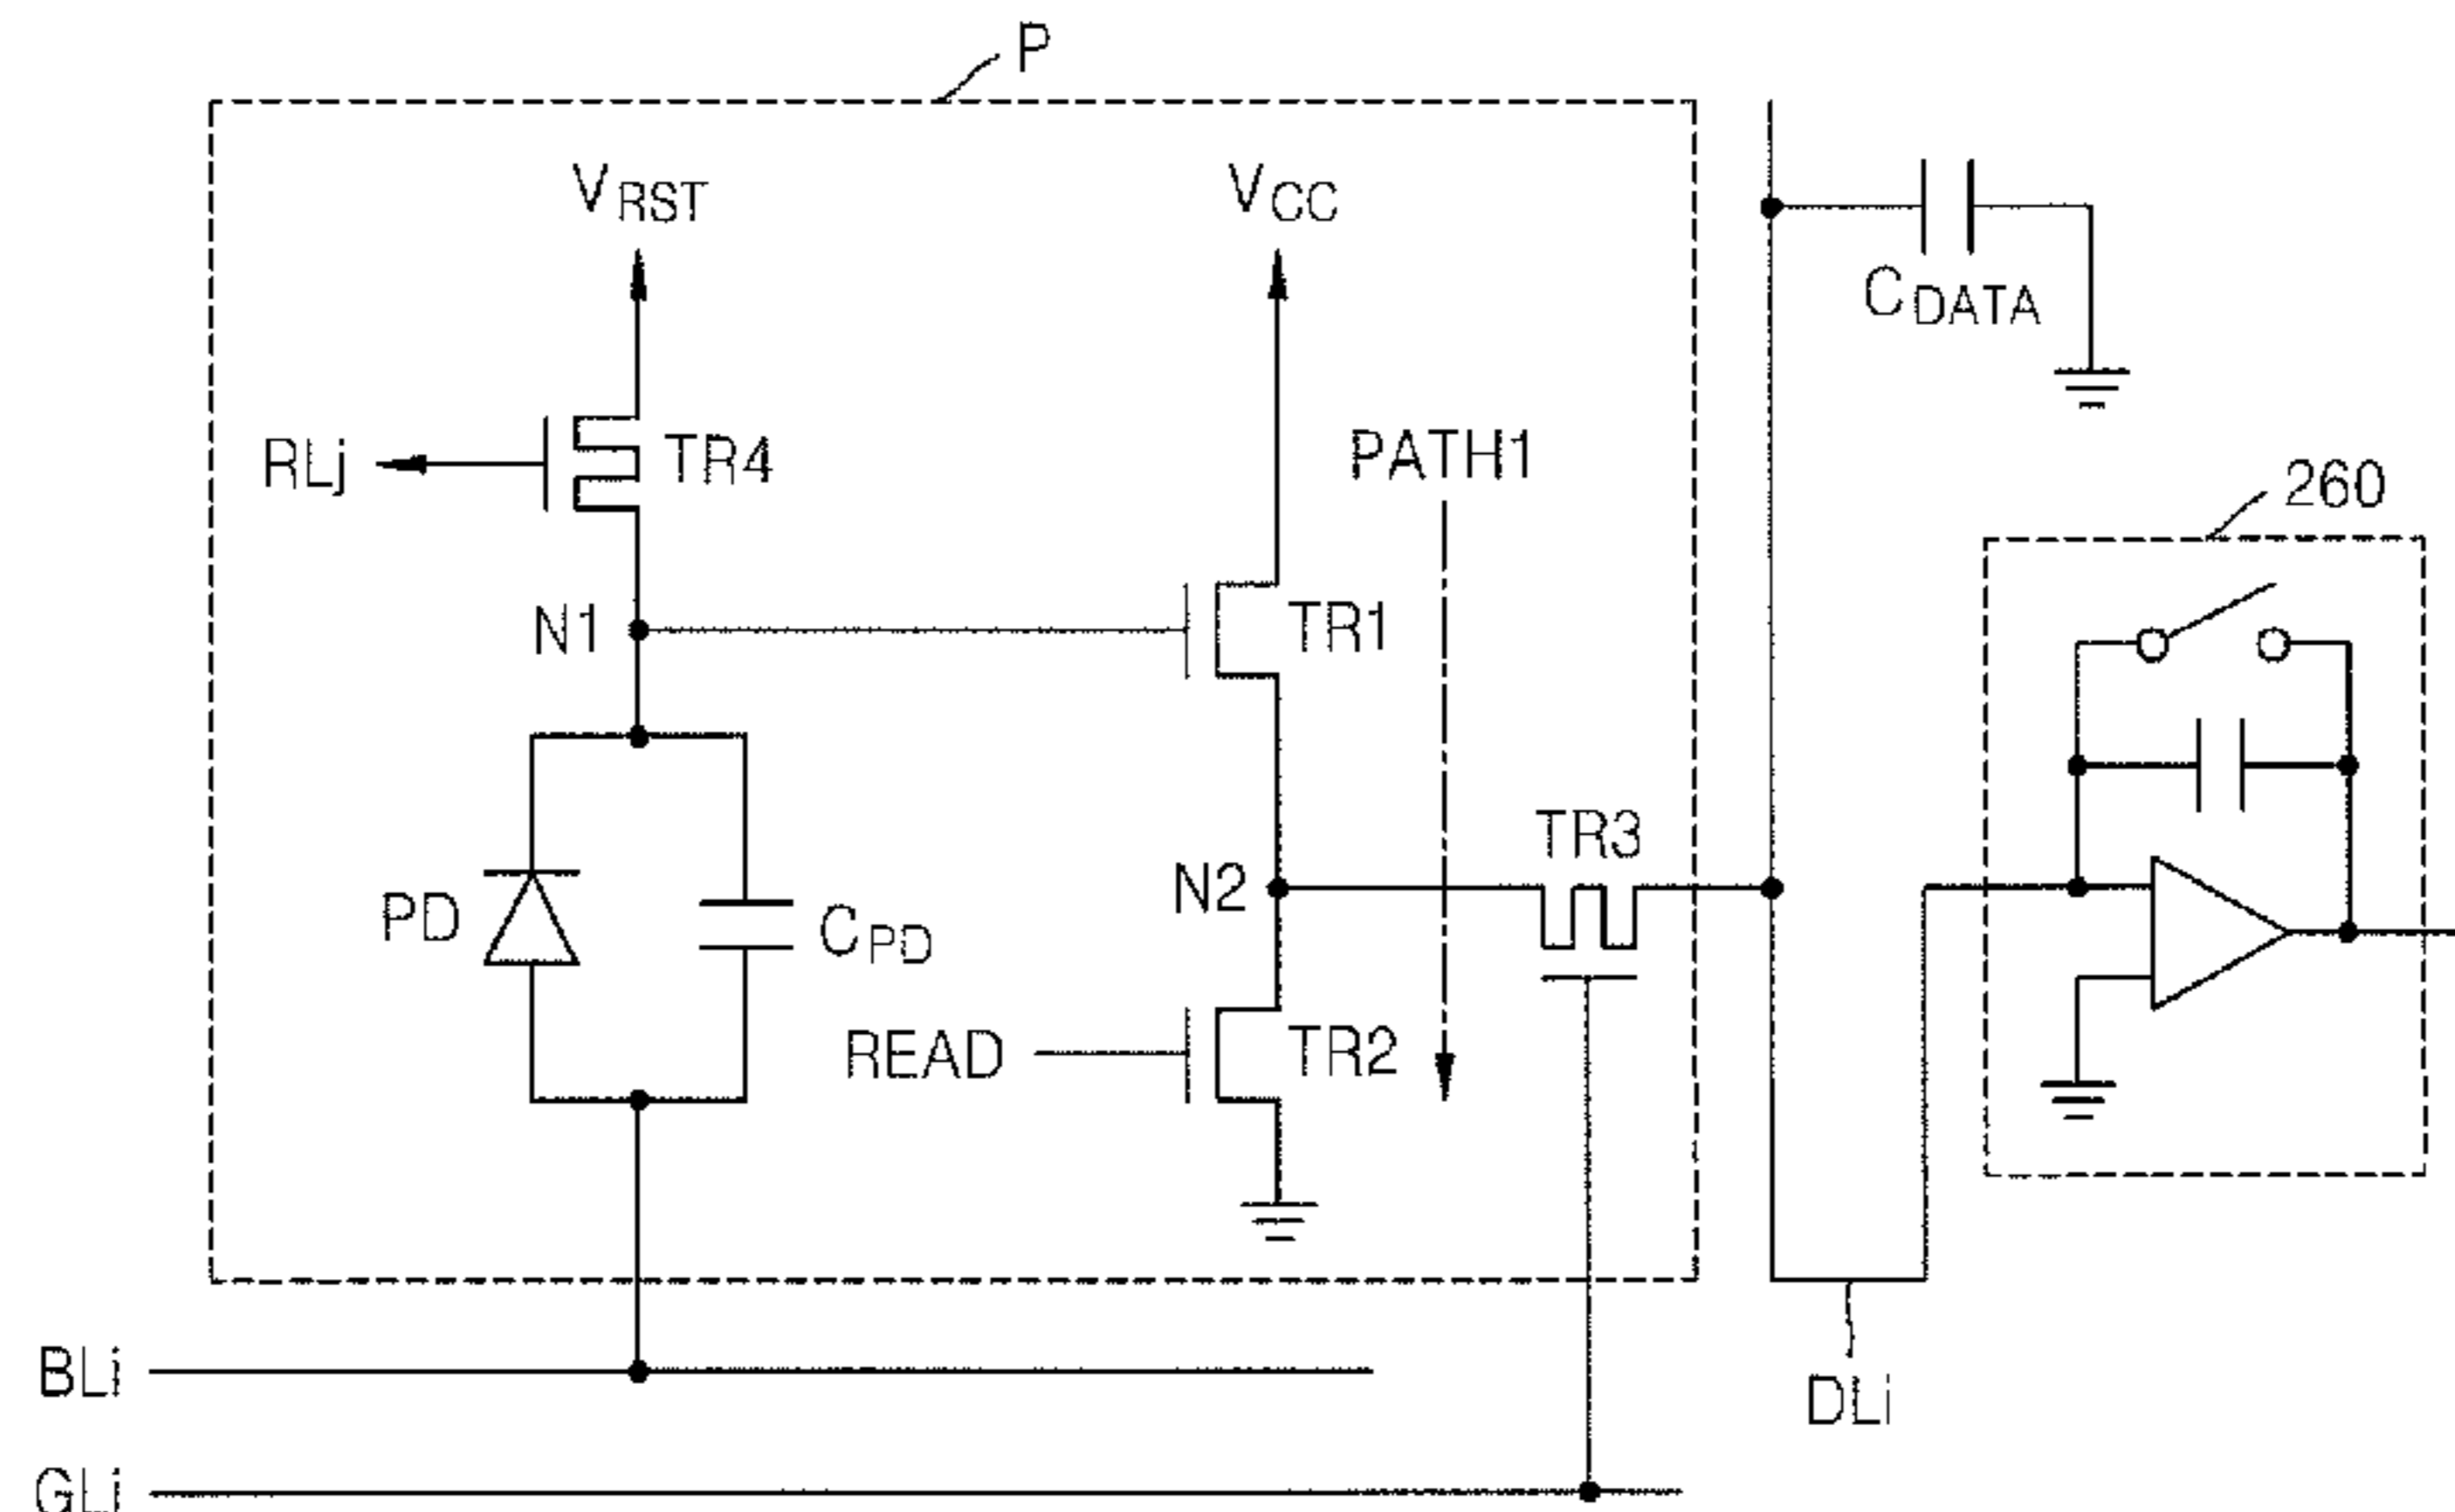 P
VRST
VCC
CDATA
RLj
TR4
PATH1
260
N1
TR1
TR3
N2
PD
CPD
READ
TR2
BLi
DLi
GLi